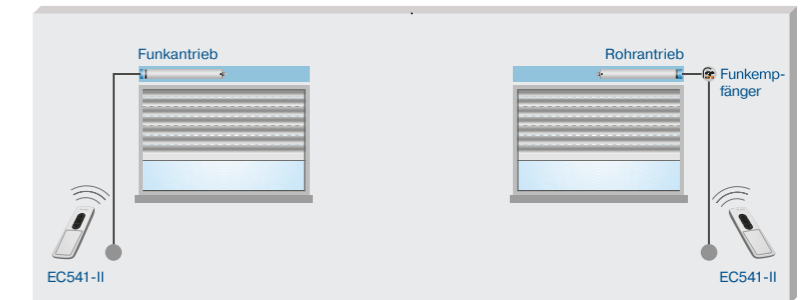 Funkantrieb
Rohrantrieb
Funkemp-
fänger
EC541-II
EC541-II